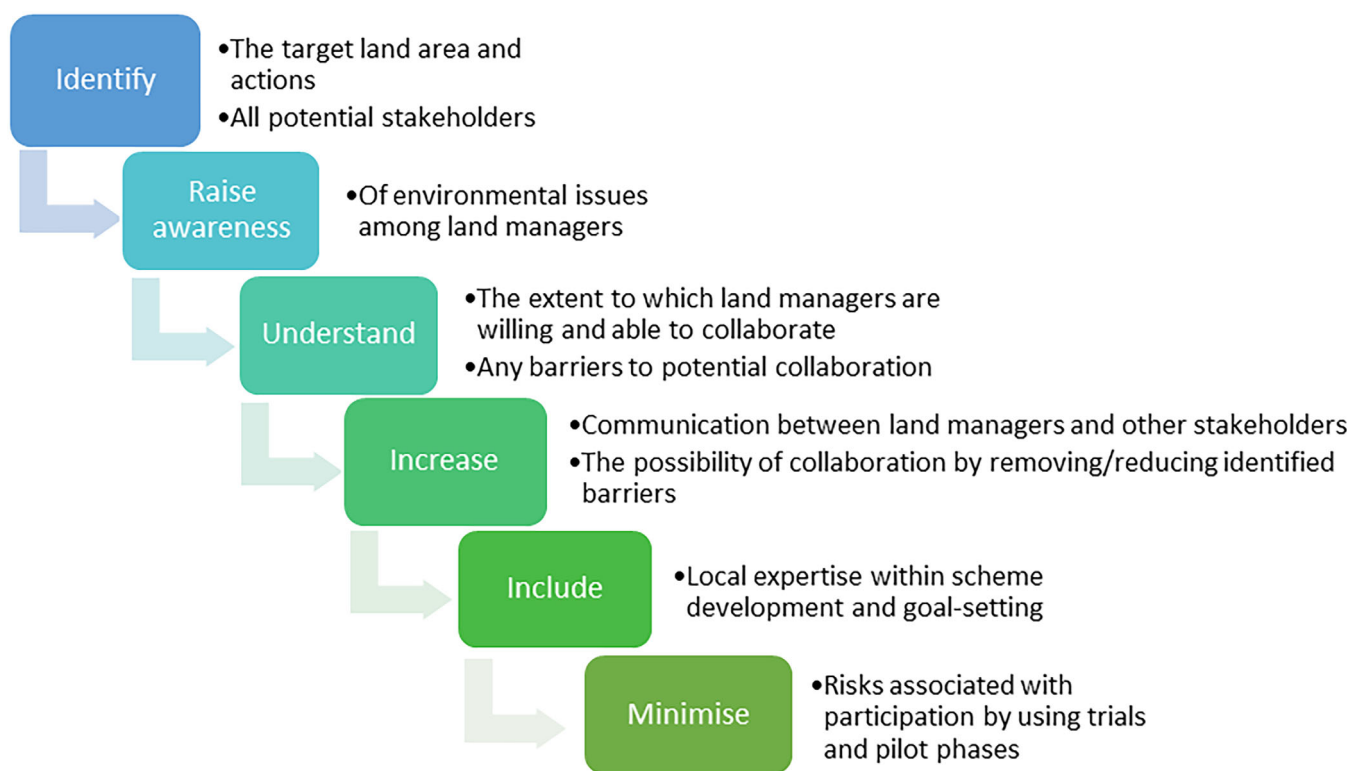 Identify
•The target land area and
actions
•All potential stakeholders
Raise
awareness
•Of environmental issues
among land managers
Understand
•The extent to which land managers are
willing and able to collaborate
•Any barriers to potential collaboration
Increase
•Communication between land managers and other stakeholders
•The possibility of collaboration by removing/reducing identified
barriers
Include
•Local expertise within scheme
development and goal-setting
Minimise
•Risks associated with
participation by using trials
and pilot phases